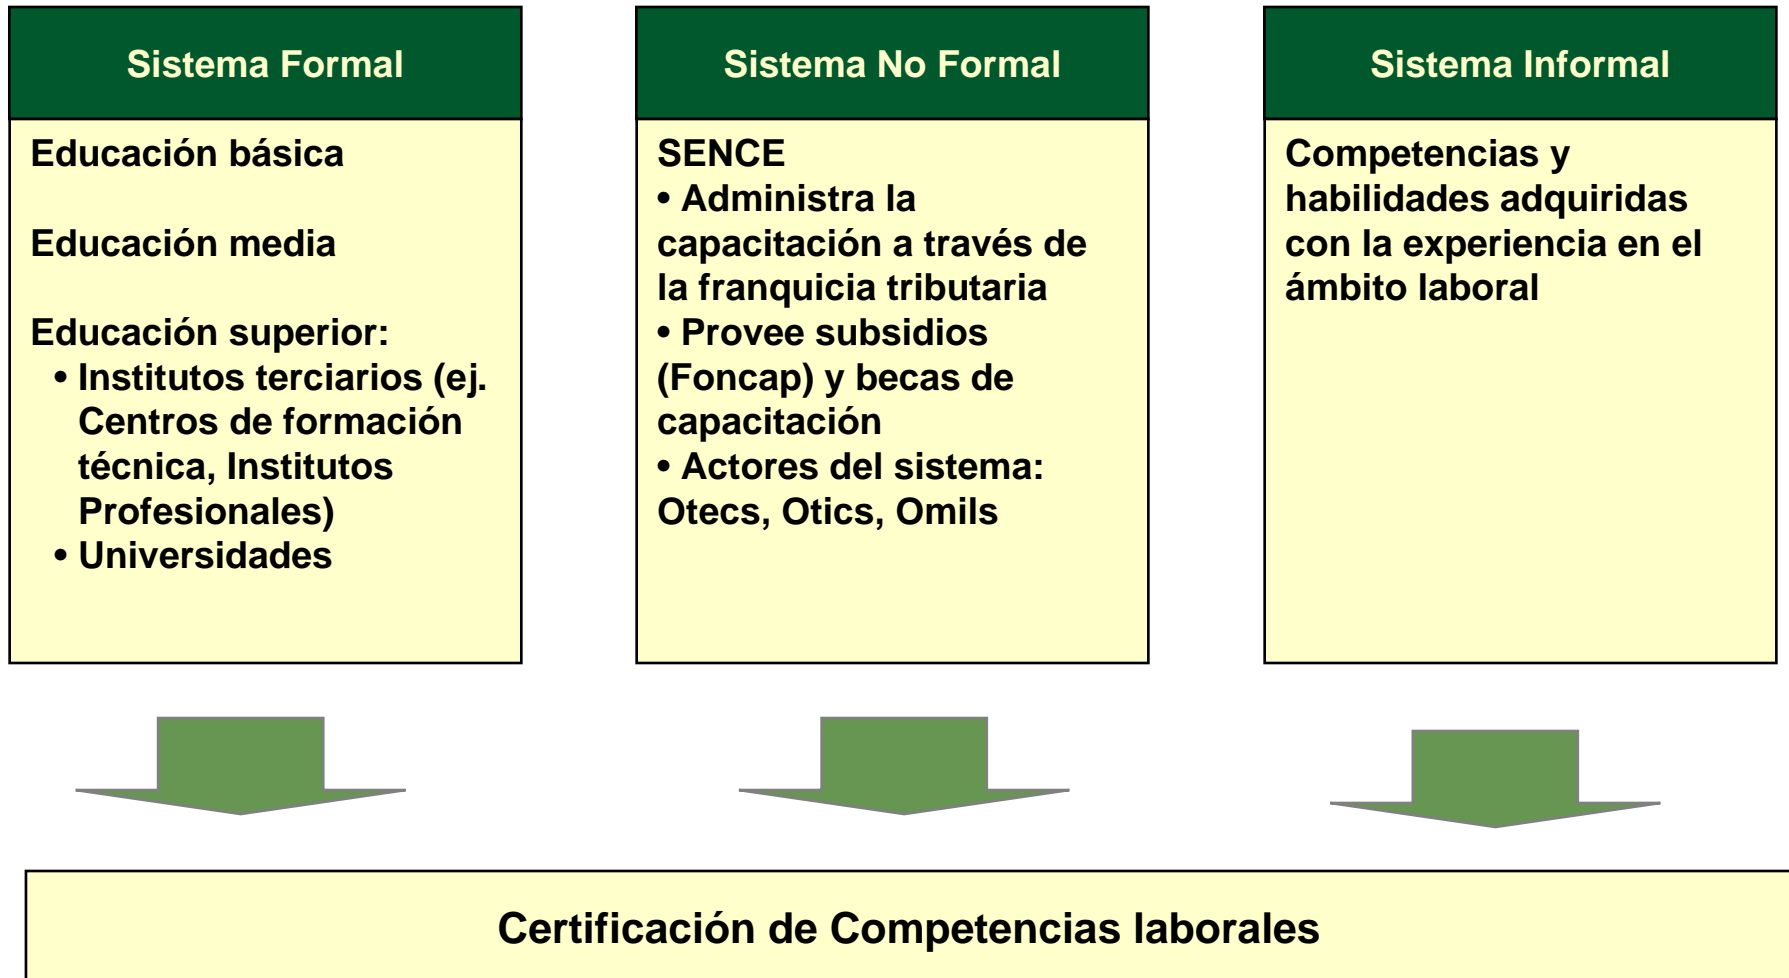 Sistema Formal
Educación básica
Educación media
Educación superior:
• Institutos terciarios (ej.
Centros de formación
técnica, Institutos
Profesionales)
• Universidades
Sistema No Formal
SENCE
• Administra la
capacitación a través de
la franquicia tributaria
• Provee subsidios
(Foncap) y becas de
capacitación
• Actores del sistema:
Otecs, Otics, Omils
Sistema Informal
Competencias y
habilidades adquiridas
con la experiencia en el
ámbito laboral
Certificación de Competencias laborales